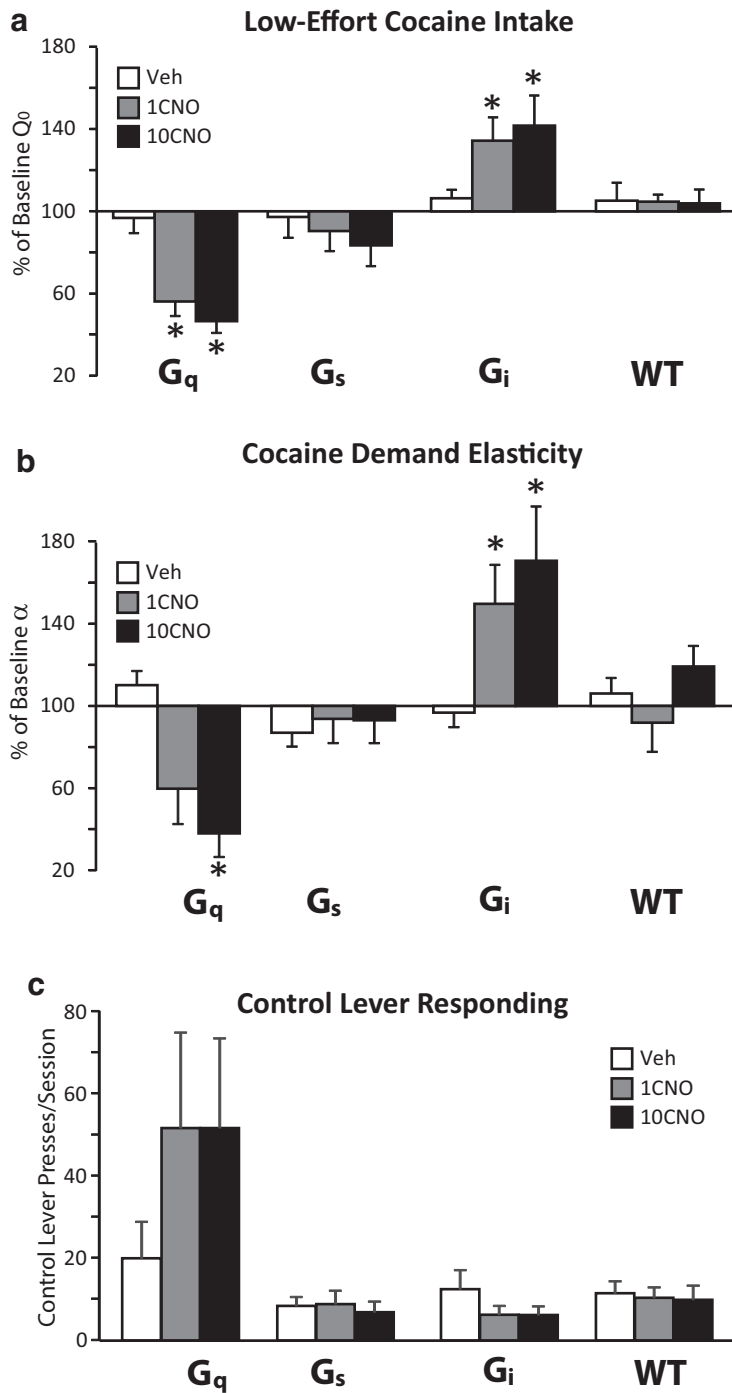 a
Low-Effort Cocaine Intake
% of Baseline Q0
180
140
100
60
20
Veh
1CNO
10CNO
* *
* *
Gq Gs Gi WT
b
Cocaine Demand Elasticity
% of Baseline α
180
140
100
60
20
Veh
1CNO
10CNO
* *
*
Gq Gs Gi WT
c
Control Lever Responding
Control Lever Presses/Session
80
60
40
20
0
Veh
1CNO
10CNO
Gq Gs Gi WT